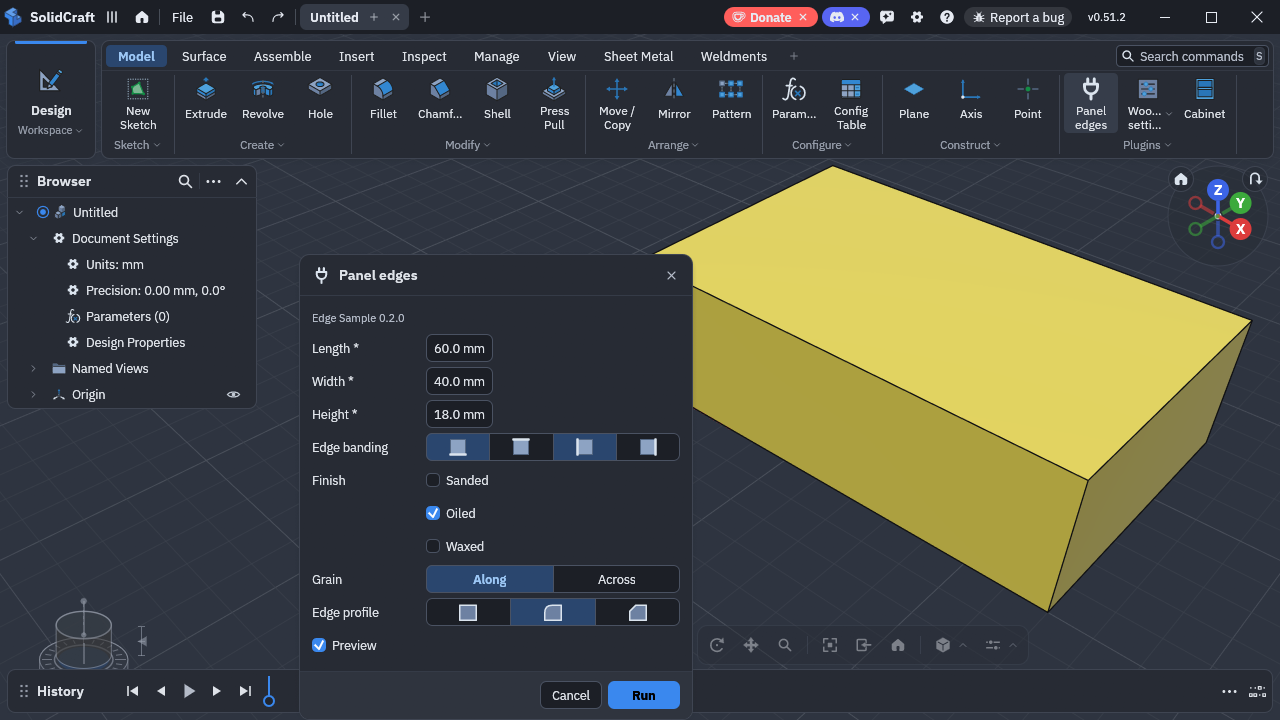 SolidCraft
File
Untitled
Donate
Report a bug
v0.51.2
Design
Workspace
Model
Surface
Assemble
Insert
Inspect
Manage
View
Sheet Metal
Weldments
Search commands
S
New Sketch
Extrude
Revolve
Hole
Fillet
Chamf...
Shell
Press Pull
Move / Copy
Mirror
Pattern
Param...
Config Table
Plane
Axis
Point
Panel edges
Woo... setti...
Cabinet
Sketch
Create
Modify
Arrange
Configure
Construct
Plugins
Browser
Untitled
Document Settings
Units: mm
Precision: 0.00 mm, 0.0°
Parameters (0)
Design Properties
Named Views
Origin
Z
Y
X
Panel edges
Edge Sample 0.2.0
Length *
60.0 mm
Width *
40.0 mm
Height *
18.0 mm
Edge banding
Finish
Sanded
Oiled
Waxed
Grain
Along
Across
Edge profile
Preview
Cancel
Run
History